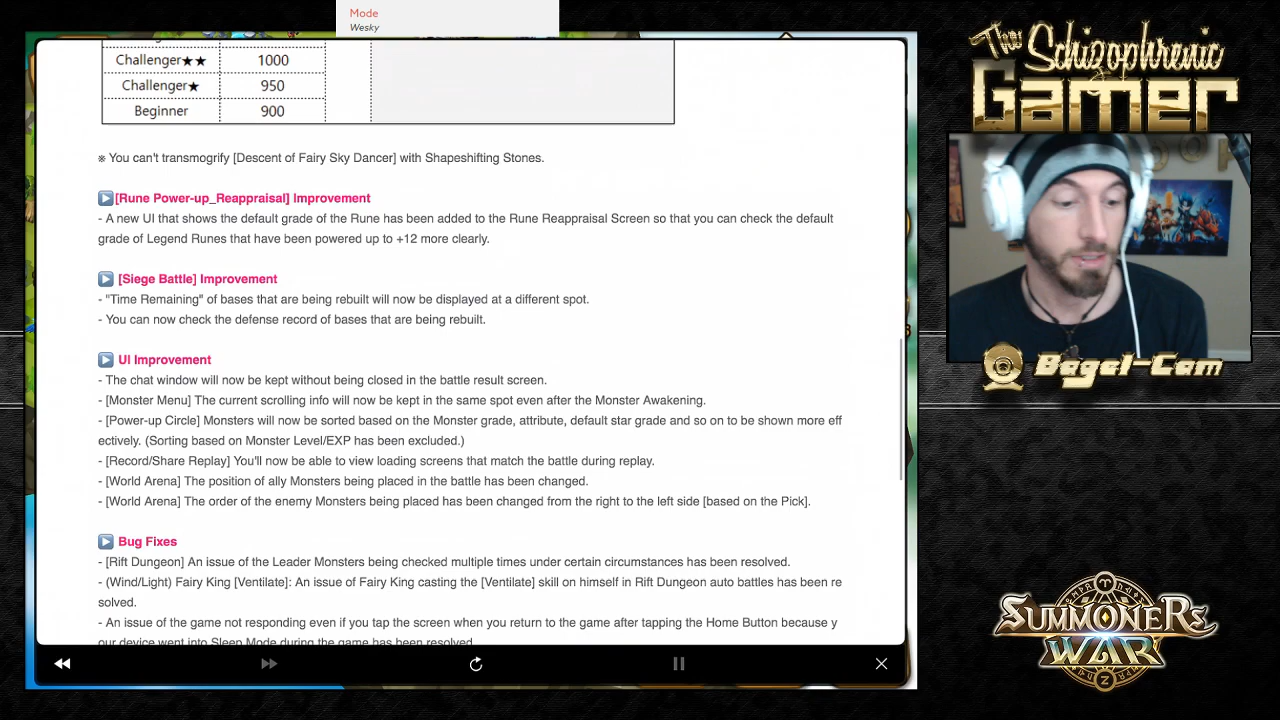 Mode
Wesky
The
Schizophrenic
Gamer
Challenger★★ 1000
Challenger★ 950
Beginner 900
※ You can't transmogrify [Descent of Fairy Sky Dancer] with Shapeshifting Stones.
[Rune Power-up_Reappraisal] Improvement
- A new UI that shows the default grade of the Rune has been added to the Rune Reappraisal Screen so that you can check the default
grade of Legend Runes that have been powered up to +12 more clearly.
[Siege Battle] Improvement
- "Time Remaining" of bases that are being rebuilt will now be displayed at a different spot.
- You can now check the defense record of bases that are being rebuilt.
UI Improvement
- The chat window will now be kept without being closed in the battle result screen.
- [Monster Menu] The current scrolling info will now be kept in the same spot even after the Monster Awakening.
- [Power-up Circle] Monsters will now be sorted based on the Monster grade, attribute, default star grade and so on to be shown more eff
ectively. (Sorting based on Monster Level/EXP has been excluded.)
- [Record/Share Replay] You'll now be able to view loading screens that match the battle during replay.
- [World Arena] The position of ally Monsters being placed in the battle has been changed.
- [World Arena] The order of the enemy Monsters being placed has been changed from the right to the left side [based on the Pick].
Bug Fixes
- [Rift Dungeon] An issue of the Leader Monsters being checked multiple times under certain circumstances has been resolved.
- (Wind/Light) Fairy King [Ventilate]: An issue of Fairy King casting the [Ventilate] skill on himself in Rift Dungeon auto battles has been re
solved.
- An issue of the game not responding even if you tap the screen when you return to the game after tapping the Home Button because y
our device went into Sleep Mode during the game has been resolved.
Bagel-Cam
SUMMONERS
WAR